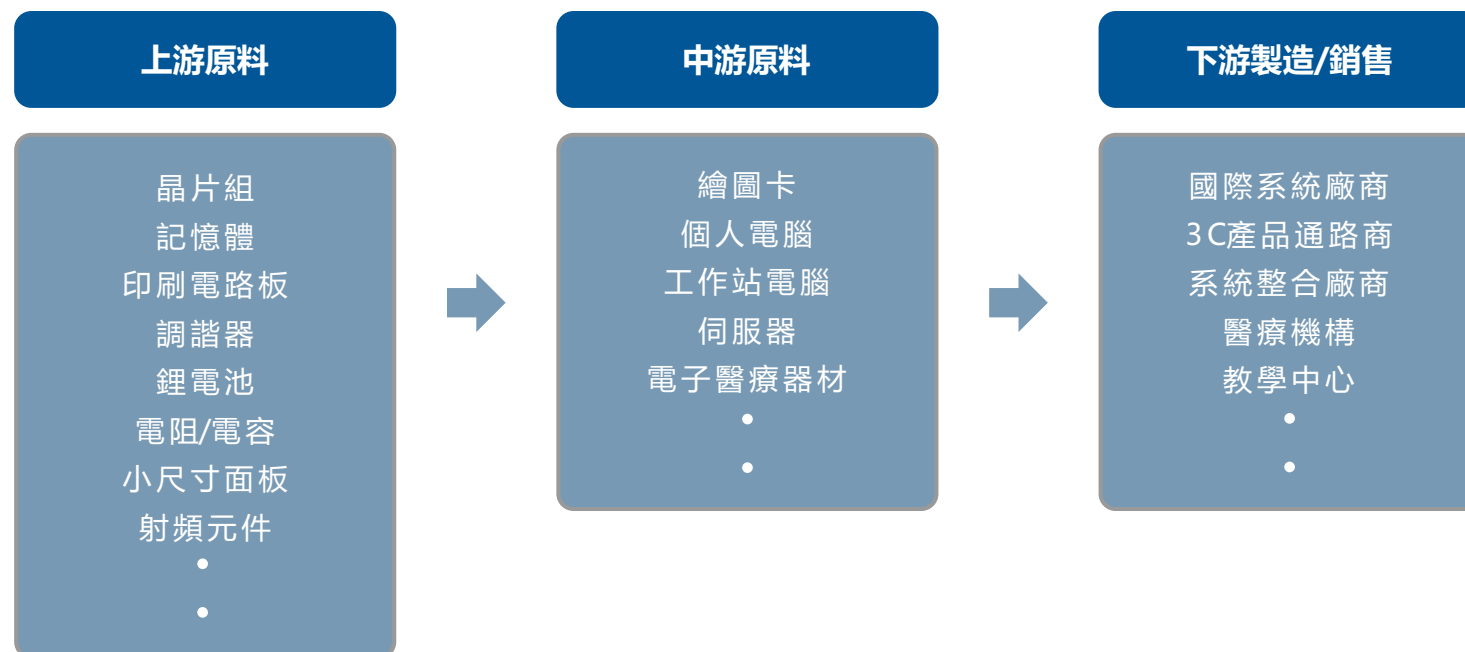 上游原料
晶片組
記憶體
印刷電路板
調諧器
鋰電池
電阻/電容
小尺寸面板
射頻元件
•
•
中游原料
繪圖卡
個人電腦
工作站電腦
伺服器
電子醫療器材
•
•
下游製造/銷售
國際系統廠商
3C產品通路商
系統整合廠商
醫療機構
教學中心
•
•